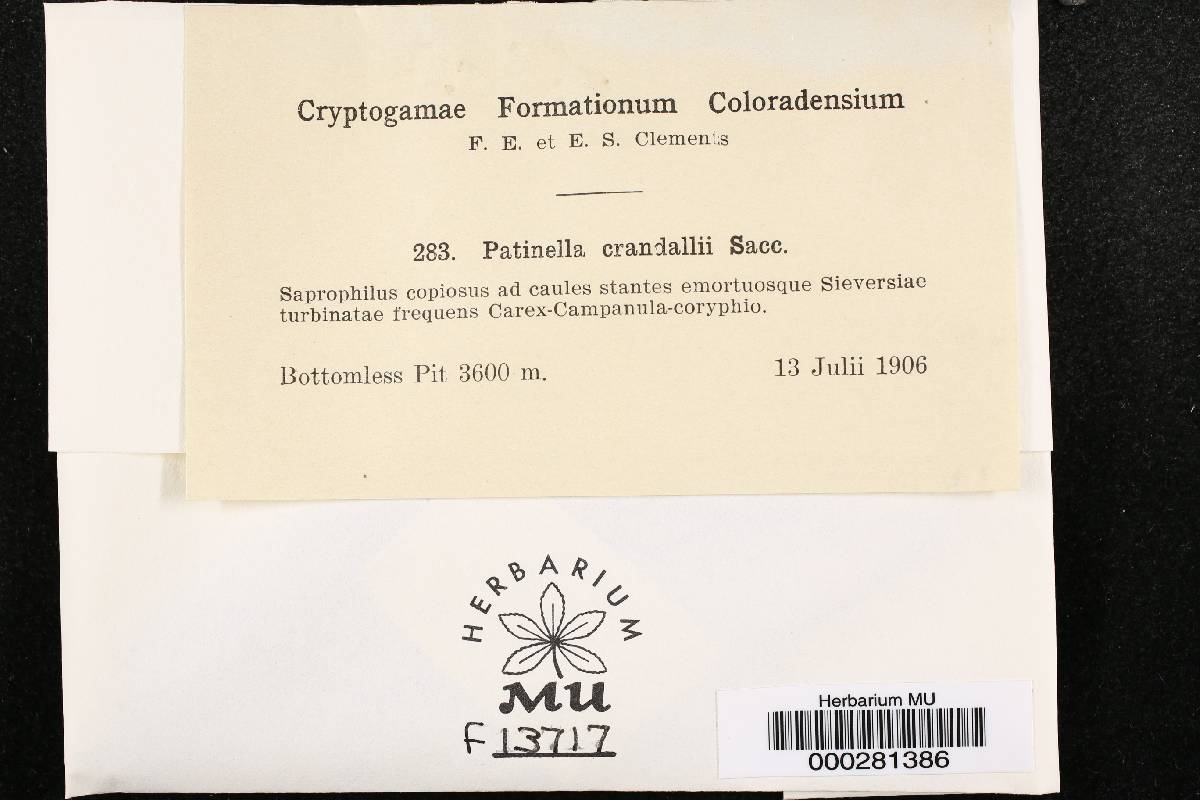 Cryptogamae Formationum Coloradensium
F. E. et E. S. Clements
283. Patinella crandallii Sacc.
Saprophilus copiosus ad caules stantes emortuosque Sieversiae
turbinatae frequens Carex-Campanula-coryphio.
Bottomless Pit 3600 m. 13 Julii 1906
HERBARIUM
MU
F 13717
Herbarium MU
000281386